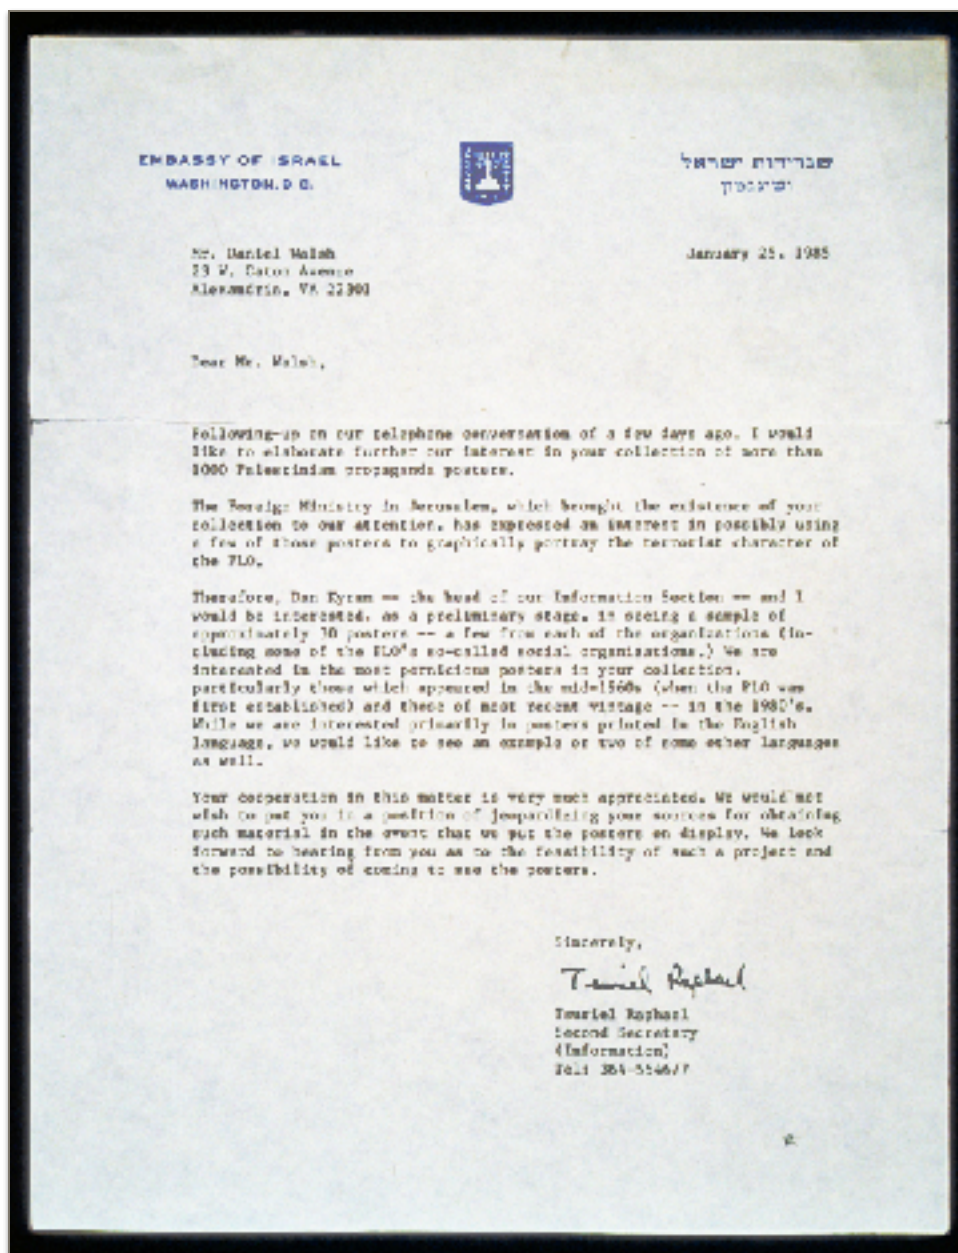 EMBASSY OF ISRAEL
WASHINGTON, D.C.
שגרירות ישראל
וושינגטון
Mr. Daniel Walsh
January 25, 1985
23 W. Avenue
Alexandria, VA 22301
Dear Mr. Walsh,
Following-up on our telephone conversation of a few days ago, I would
like to elaborate further our interest in your collection of more than
1000 Palestinian propaganda posters.
The Foreign Ministry in Jerusalem, which brought the existence of your
collection to our attention, has expressed an interest in possibly using
a few of those posters to graphically portray the terrorist character of
the PLO.
Therefore, Dan Kyram -- the head of our Information Section -- and I
would be interested, as a preliminary stage, in seeing a sample of
approximately 30 posters -- a few from each of the organizations (in-
cluding some of the PLO's so-called social organisations.) We are
interested in the most pernicious posters in your collection,
particularly those which appeared in the mid-1960s (when the PLO was
first established) and these of most recent vintage -- in the 1980's.
While we are interested primarily in posters printed in the English
language, we would like to see an example or two of some other languages
as well.
Your cooperation in this matter is very much appreciated. We would not
wish to put you in a position of jeopardizing your sources for obtaining
such material in the event that we put the posters on display. We look
forward to hearing from you as to the feasibility of such a project and
the possibility of coming to see the posters.
Sincerely,
Raphael
Raphael
Second Secretary
(Information)
Tel: 364-5546/7